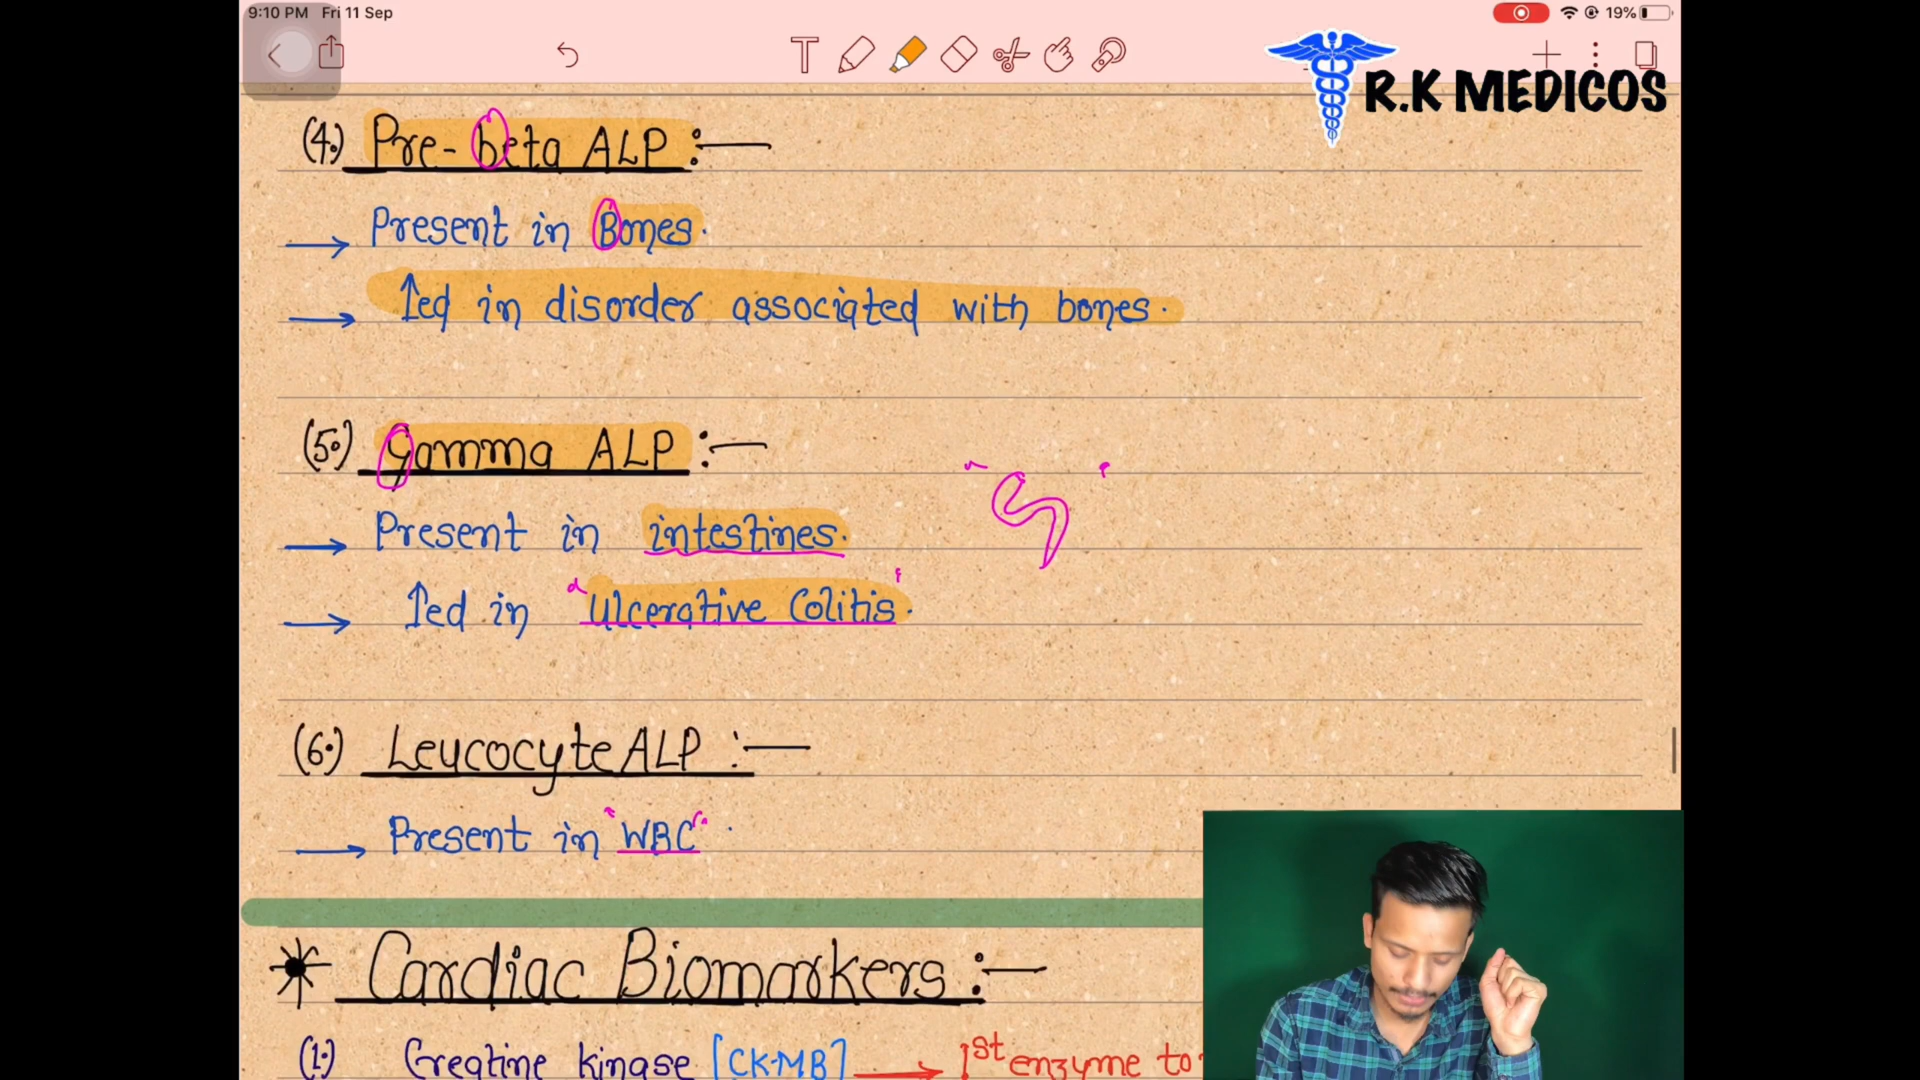 9:10 PM Fri 11 Sep
19%
R.K MEDICOS
(4.) Pre-beta ALP :—
→ Present in Bones.
→ ↑ed in disorder associated with bones.
(5.) Gamma ALP :—
→ Present in intestines.
→ ↑ed in "Ulcerative Colitis".
(6.) Leucocyte ALP :—
→ Present in "WBC".
* Cardiac Biomarkers :—
(1.) Creatine kinase [CK-MB] → 1st enzyme to